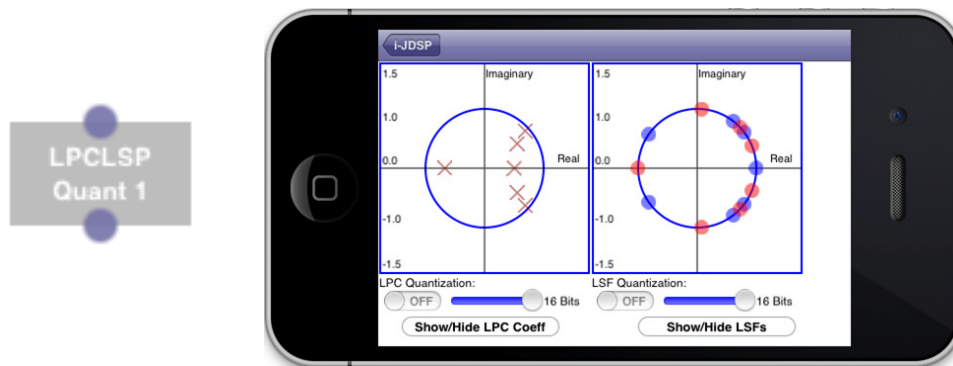 LPCLSP
Quant 1
i-JDSP
1.5
Imaginary
1.0
0.0
Real
-1.0
-1.5
1.5
Imaginary
1.0
0.0
Real
-1.0
-1.5
LPC Quantization:
OFF
16 Bits
Show/Hide LPC Coeff
LSF Quantization:
OFF
16 Bits
Show/Hide LSFs